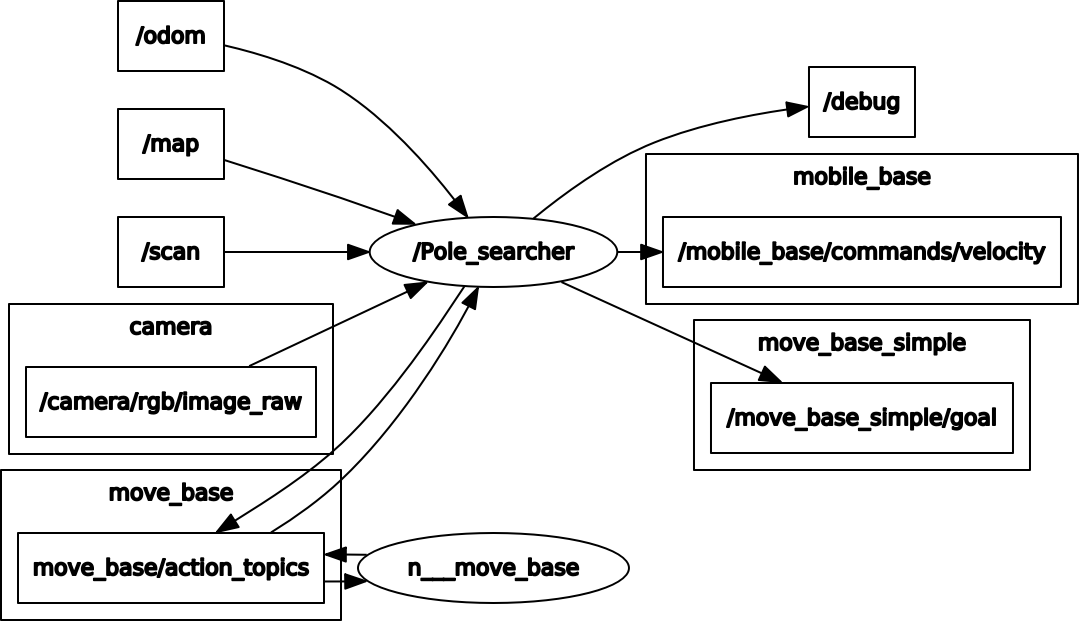 /odom
/map
/scan
camera
/camera/rgb/image_raw
move_base
move_base/action_topics
/Pole_searcher
n___move_base
/debug
mobile_base
/mobile_base/commands/velocity
move_base_simple
/move_base_simple/goal